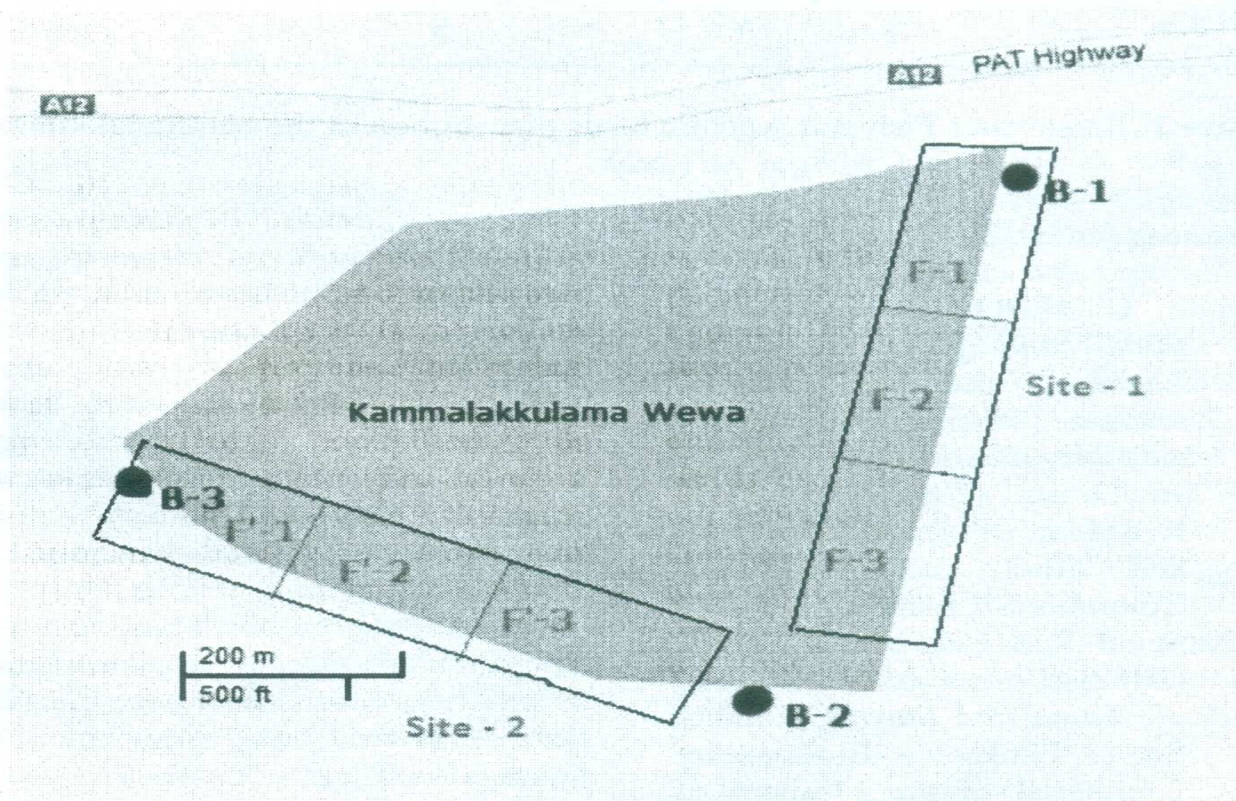 A12 PAT Highway
A12
B-1
F-1
Site - 1
F-2
Kammalakkulama Wewa
B-3
F'-1
F'-2
F-3
F'-3
200 m
500 ft
B-2
Site - 2